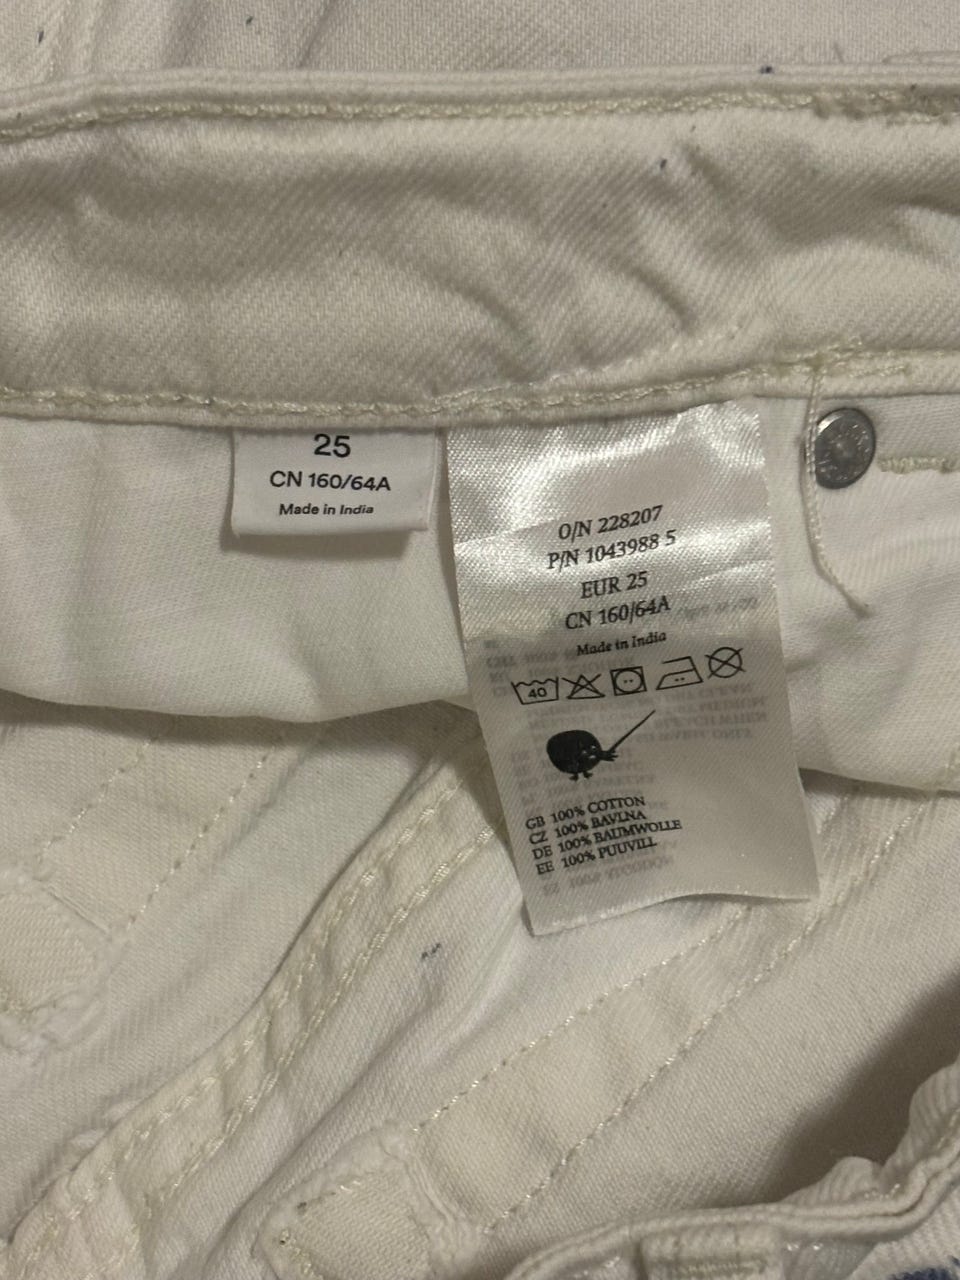 25
CN 160/64A
Made in India
O/N 228207
P/N 1043988 5
EUR 25
CN 160/64A
Made in India
40
GB 100% COTTON
CZ 100% BAVLNA
DE 100% BAUMWOLLE
EE 100% PUUVILL